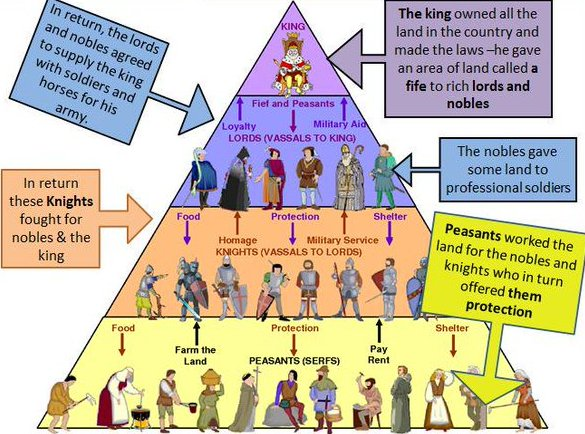 In return, the lords
and nobles agreed
to supply the king
with soldiers and
horses for his
army.
KING
The king owned all the
land in the country and
made the laws –he gave
an area of land called a
fife to rich lords and
nobles
Fief and Peasants
Loyalty
Military Aid
LORDS (VASSALS TO KING)
The nobles gave
some land to
professional soldiers
In return
these Knights
fought for
nobles & the
king
Food
Protection
Shelter
Homage
Military Service
KNIGHTS (VASSALS TO LORDS)
Peasants worked the
land for the nobles and
knights who in turn
offered them
protection
Food
Protection
Shelter
Farm the
Land
Pay
Rent
PEASANTS (SERFS)